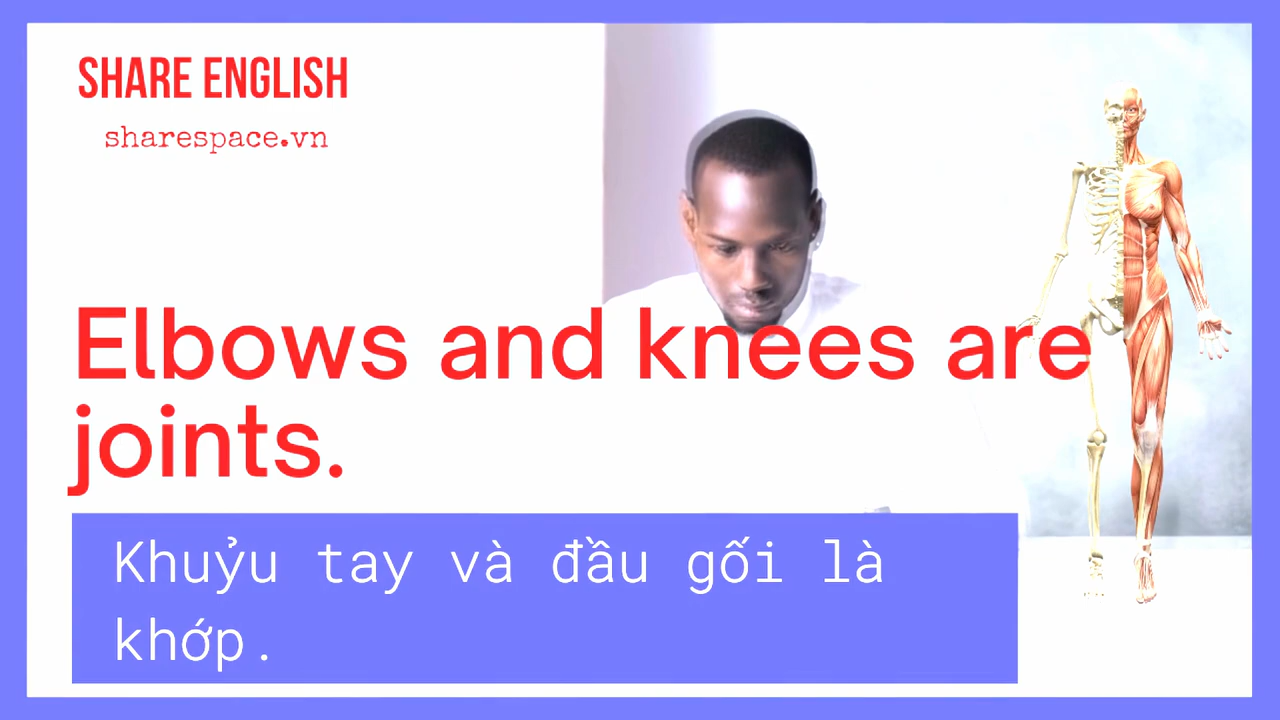 SHARE ENGLISH
sharespace.vn
Elbows and knees are
joints.
Khuỷu tay và đầu gối là
khớp.